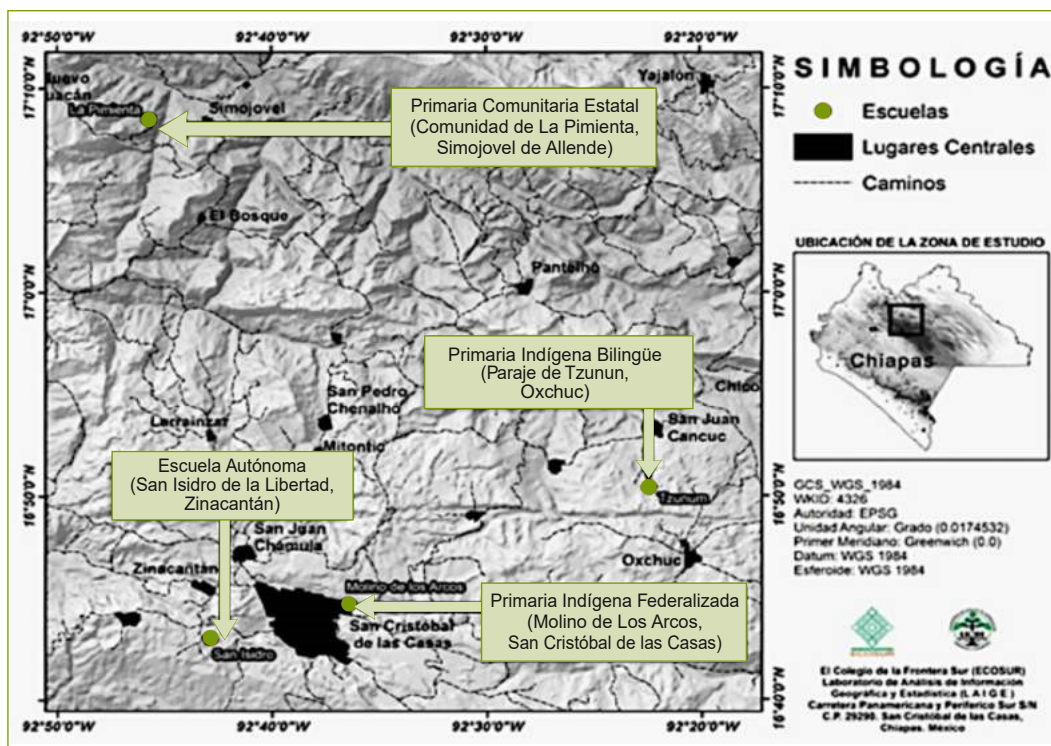 92°50'0"W 92°40'0"W 92°30'0"W 92°20'0"W
17°10'0"N
17°0'0"N
16°50'0"N
16°40'0"N
La Pimienta
Simojovel
Yajalon
Primaria Comunitaria Estatal
(Comunidad de La Pimienta,
Simojovel de Allende)
El Bosque
Pantelhó
Primaria Indígena Bilingüe
(Paraje de Tzunun,
Oxchuc)
San Pedro
Chenalhó
Larrainzar
Mitontic
San Juan
Cancuc
Escuela Autónoma
(San Isidro de la Libertad,
Zinacantán)
Tzunum
San Juan
Chamula
Oxchuc
Zinacantán
Molino de los Arcos
San Cristóbal
de las Casas
Primaria Indígena Federalizada
(Molino de Los Arcos,
San Cristóbal de las Casas)
San Isidro
17°10'0"N
17°0'0"N
16°50'0"N
16°40'0"N
92°50'0"W 92°40'0"W 92°30'0"W 92°20'0"W
SIMBOLOGÍA
Escuelas
Lugares Centrales
Caminos
UBICACIÓN DE LA ZONA DE ESTUDIO
Chiapas
GCS_WGS_1984
WKID: 4326
Autoridad: EPSG
Unidad Angular: Grado (0.0174532)
Primer Meridiano: Greenwich (0.0)
Datum: WGS 1984
Esferoide: WGS 1984
ECOSUR
El Colegio de la Frontera Sur (ECOSUR)
Laboratorio de Análisis de Información
Geográfica y Estadística (L A I G E)
Carretera Panamericana y Periferico Sur S/N
C.P. 29290. San Cristóbal de las Casas,
Chiapas. México